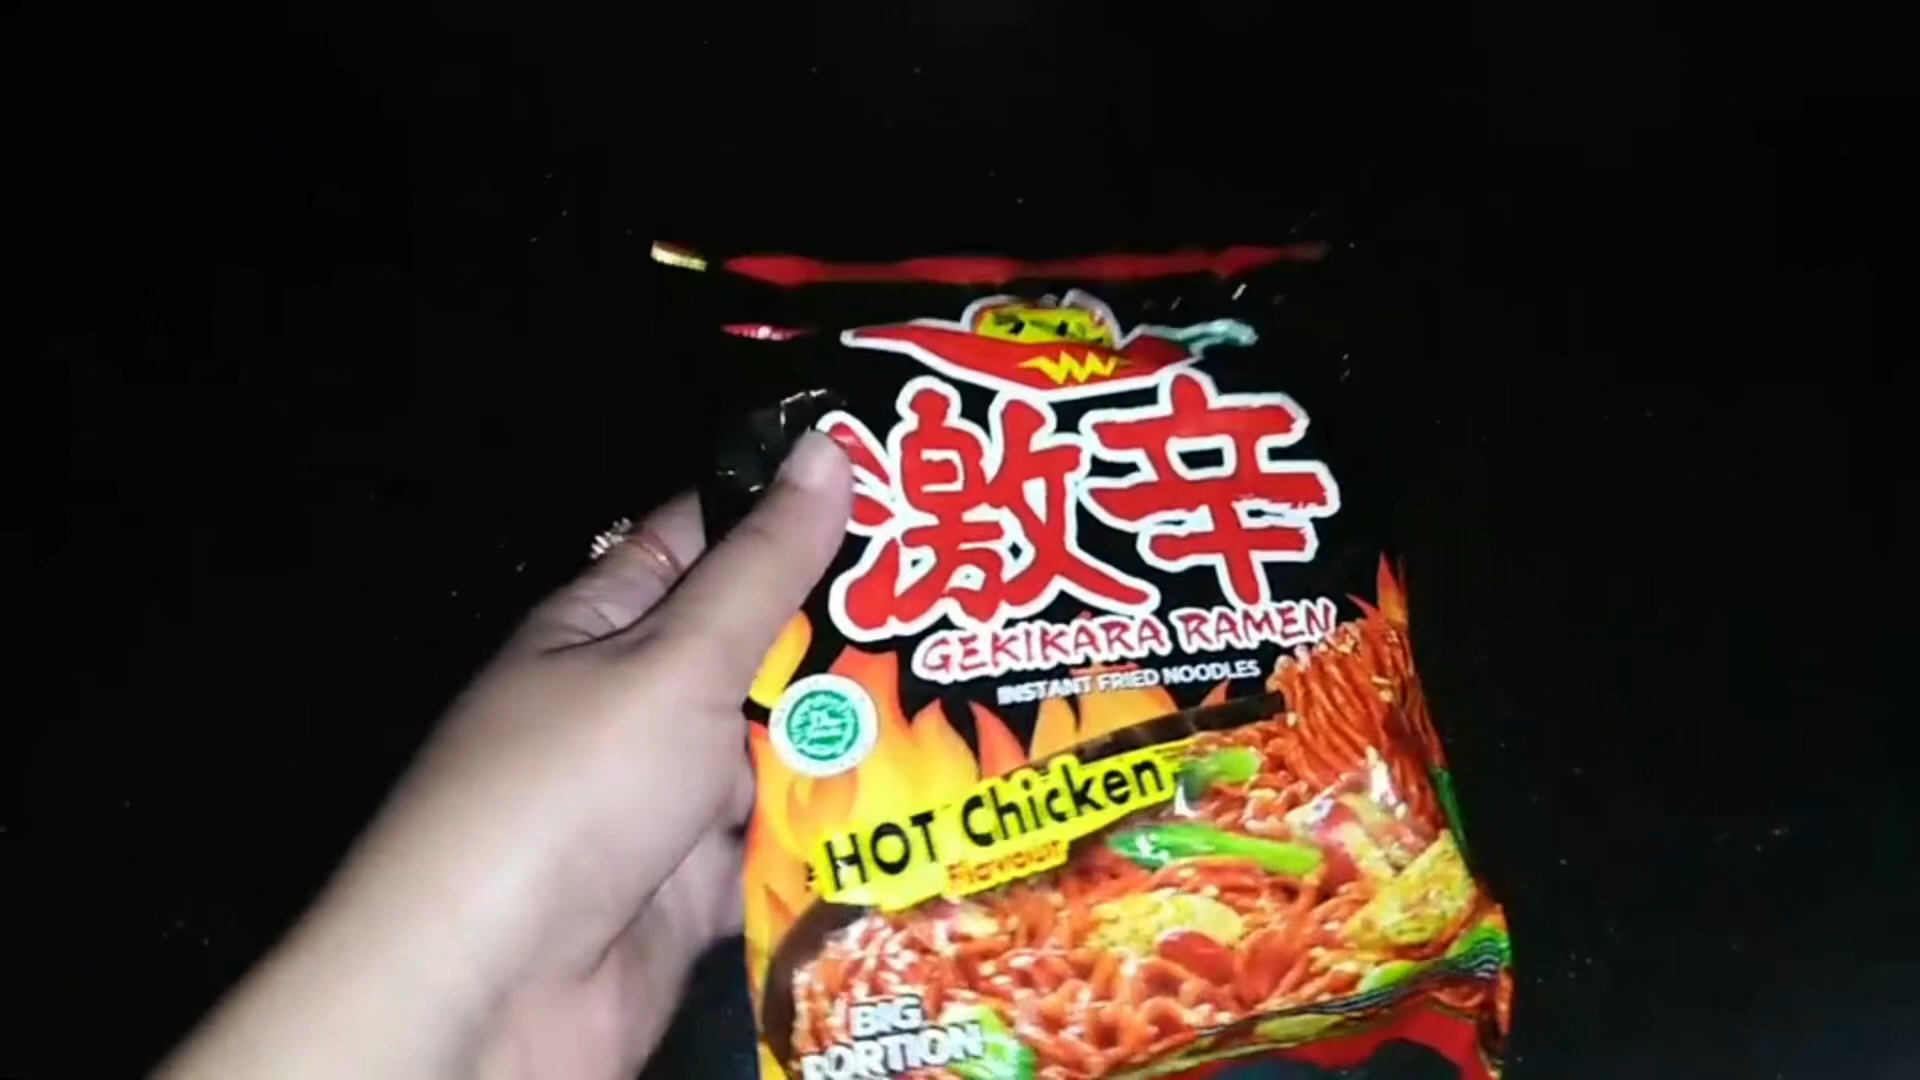 激辛
GEKIKARA RAMEN
INSTANT FRIED NOODLES
HOT Chicken
Flavour
BIG
PORTION